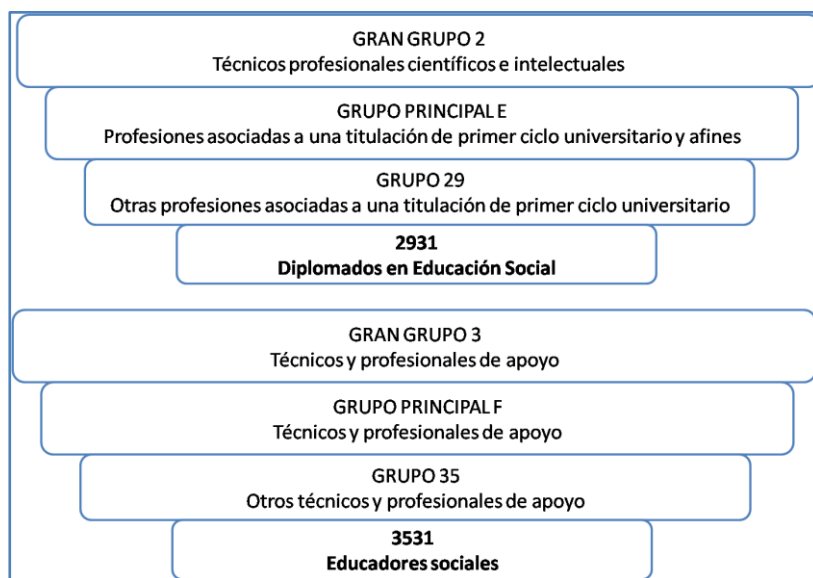 GRAN GRUPO 2
Técnicos profesionales científicos e intelectuales
GRUPO PRINCIPAL E
Profesiones asociadas a una titulación de primer ciclo universitario y afines
GRUPO 29
Otras profesiones asociadas a una titulación de primer ciclo universitario
2931
Diplomados en Educación Social
GRAN GRUPO 3
Técnicos y profesionales de apoyo
GRUPO PRINCIPAL F
Técnicos y profesionales de apoyo
GRUPO 35
Otros técnicos y profesionales de apoyo
3531
Educadores sociales